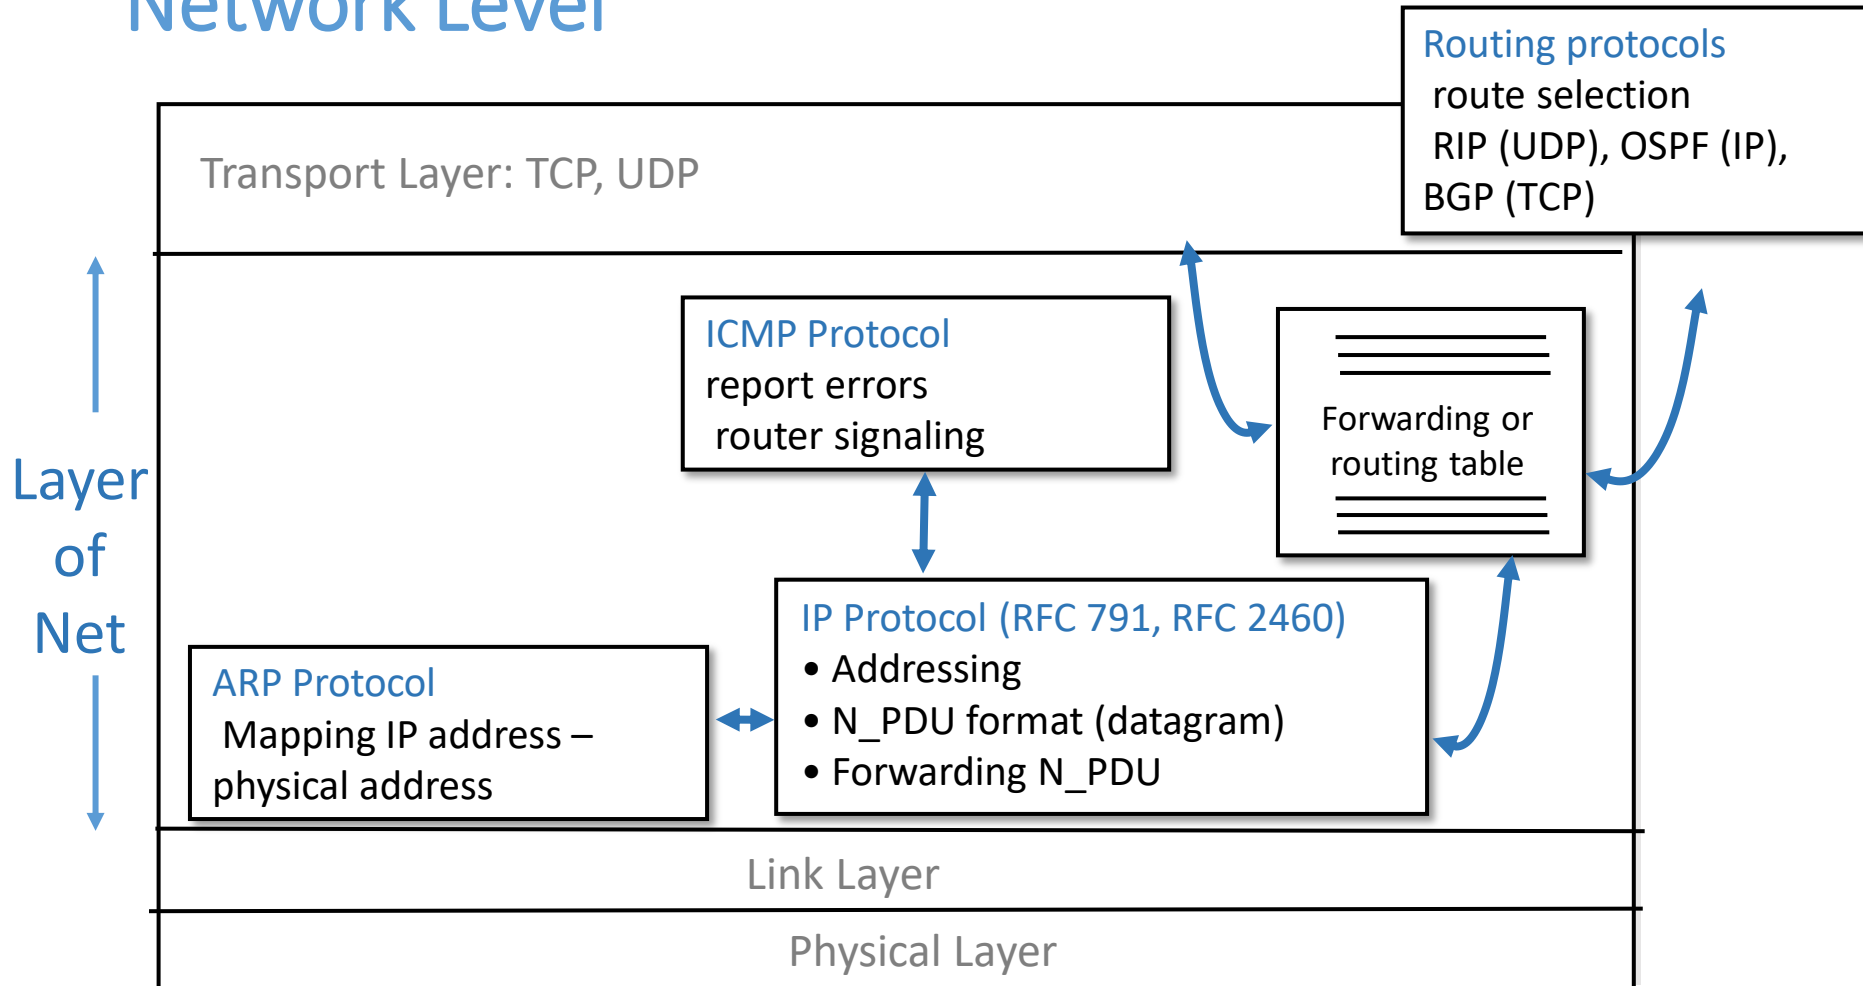 Network Level
Routing protocols
route selection
RIP (UDP), OSPF (IP),
BGP (TCP)
Transport Layer: TCP, UDP
ICMP Protocol
report errors
router signaling
Forwarding or
routing table
Layer
of
Net
IP Protocol (RFC 791, RFC 2460)
• Addressing
• N_PDU format (datagram)
• Forwarding N_PDU
ARP Protocol
Mapping IP address –
physical address
Link Layer
Physical Layer